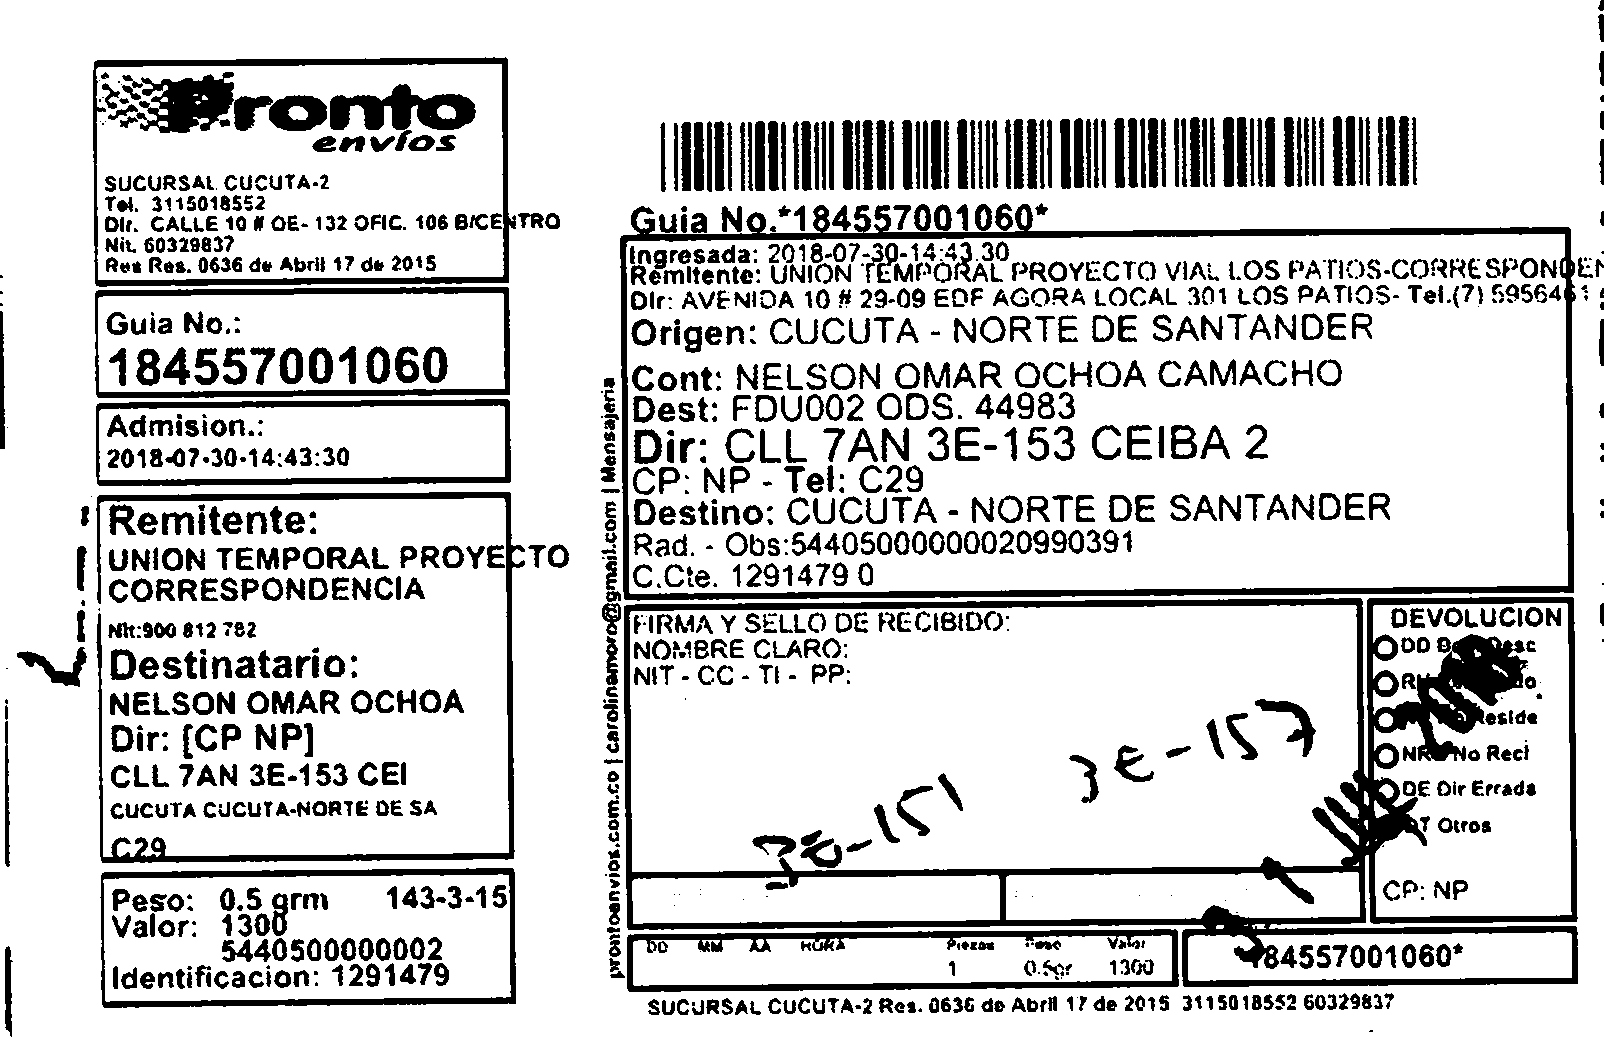 Pronto
envíos
SUCURSAL CUCUTA-2
Tel. 3115018552
Dir. CALLE 10 # OE- 132 OFIC. 106 B/CENTRO
Nit. 60329837
Res Res. 0636 de Abril 17 de 2015
Guia No.:
184557001060
Admision.:
2018-07-30-14:43:30
Remitente:
UNION TEMPORAL PROYECTO
CORRESPONDENCIA
Nit:900 812 782
Destinatario:
NELSON OMAR OCHOA
Dir: [CP NP]
CLL 7AN 3E-153 CEI
CUCUTA CUCUTA-NORTE DE SA
C29
Peso: 0.5 grm 143-3-15
Valor: 1300
5440500000002
Identificacion: 1291479
prontoenvios.com.co | carolinamoro@gmail.com | Mensajeria
Guia No.*184557001060*
Ingresada: 2018-07-30-14:43.30
Remitente: UNION TEMPORAL PROYECTO VIAL LOS PATIOS-CORRESPONDEN
Dir: AVENIDA 10 # 29-09 EDF AGORA LOCAL 301 LOS PATIOS- Tel.(7) 5956461
Origen: CUCUTA - NORTE DE SANTANDER
Cont: NELSON OMAR OCHOA CAMACHO
Dest: FDU002 ODS. 44983
Dir: CLL 7AN 3E-153 CEIBA 2
CP: NP - Tel: C29
Destino: CUCUTA - NORTE DE SANTANDER
Rad. - Obs:54405000000020990391
C.Cte. 1291479 0
FIRMA Y SELLO DE RECIBIDO:
NOMBRE CLARO:
NIT - CC - TI - PP:
3E-151 3E-157
DEVOLUCION
DD
Reside
No Reci
DE Dir Errada
OT Otros
CP: NP
DD MM AA HORA Piezas Peso Valor
1 0.5gr 1300
184557001060*
SUCURSAL CUCUTA-2 Res. 0636 de Abril 17 de 2015 3115018552 60329837